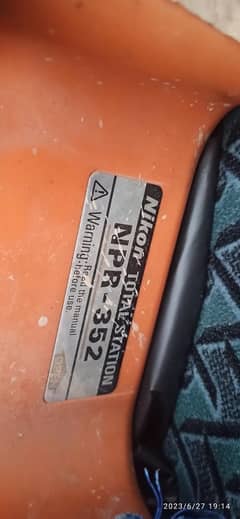 Nikon TOTAL STATION
NPR-352
Warning: Read the manual
before use.
2023/6/27 19:14